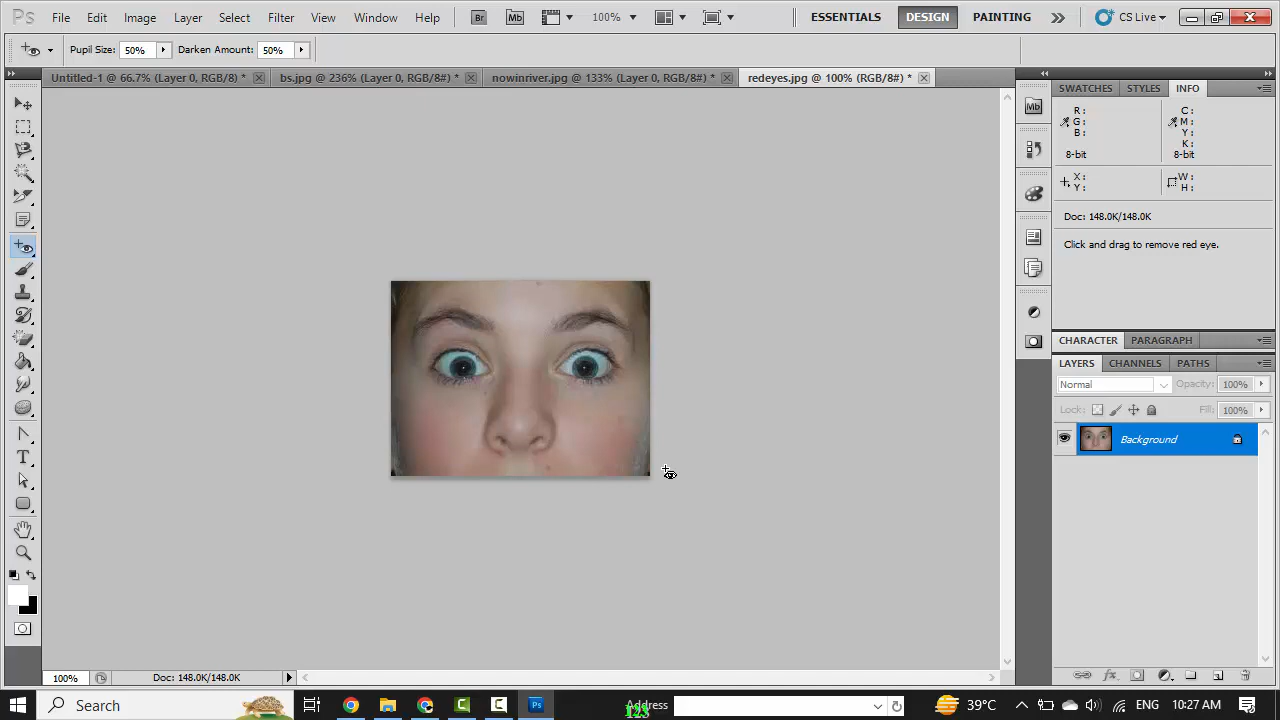 Ps File Edit Image Layer Select Filter View Window Help Br Mb 100% ESSENTIALS DESIGN PAINTING CS Live
Pupil Size: 50% Darken Amount: 50%
Untitled-1 @ 66.7% (Layer 0, RGB/8) * bs.jpg @ 236% (Layer 0, RGB/8#) * nowinriver.jpg @ 133% (Layer 0, RGB/8#) * redeyes.jpg @ 100% (RGB/8#) *
SWATCHES STYLES INFO
Mb
R: C:
G: M:
B: Y:
K:
8-bit 8-bit
X: W:
Y: H:
Doc: 148.0K/148.0K
Click and drag to remove red eye.
CHARACTER PARAGRAPH
LAYERS CHANNELS PATHS
Normal Opacity: 100%
Lock: Fill: 100%
Background
T
fx
100% Doc: 148.0K/148.0K
Search Ps Address 39°C ENG 10:27 AM
123